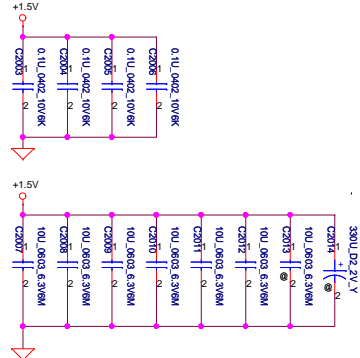 +1.5V
C2003
1
2
0.1U_0402_10V6K
C2004
1
2
0.1U_0402_10V6K
C2005
1
2
0.1U_0402_10V6K
C2006
1
2
0.1U_0402_10V6K
+1.5V
C2007
1
2
10U_0603_6.3V6M
C2008
1
2
10U_0603_6.3V6M
C2009
1
2
10U_0603_6.3V6M
C2010
1
2
10U_0603_6.3V6M
C2011
1
2
10U_0603_6.3V6M
C2012
1
2
10U_0603_6.3V6M
C2013
1
2
@
10U_0603_6.3V6M
C2014
1
+
2
@
330U_D2_2V_Y